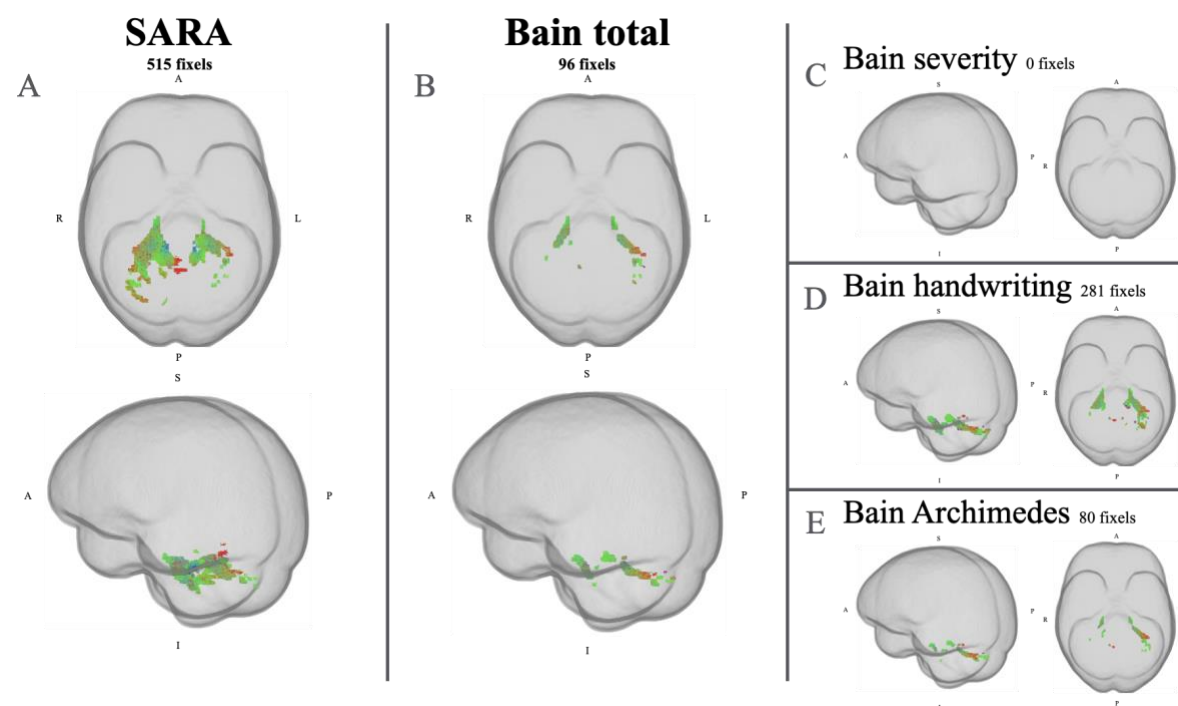 SARA
515 fixels
A
A
R
L
P
S
A
P
I
Bain total
96 fixels
B
A
R
L
P
S
A
P
I
C
Bain severity 0 fixels
S
A
P
I
A
R
P
D
Bain handwriting 281 fixels
S
A
P
I
A
R
P
E
Bain Archimedes 80 fixels
S
A
P
A
R
P